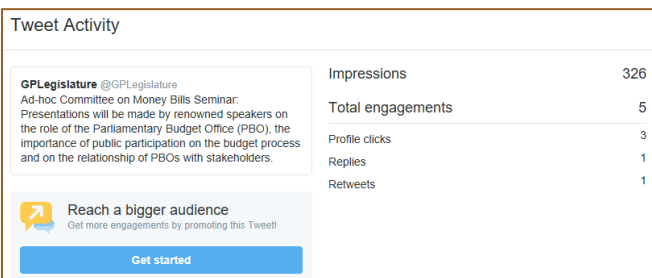 Tweet Activity
GPLegislature @GPLegislature
Ad-hoc Committee on Money Bills Seminar:
Presentations will be made by renowned speakers on
the role of the Parliamentary Budget Office (PBO), the
importance of public participation on the budget process
and on the relationship of PBOs with stakeholders.
Reach a bigger audience
Get more engagements by promoting this Tweet!
Get started
Impressions 326
Total engagements 5
Profile clicks 3
Replies 1
Retweets 1